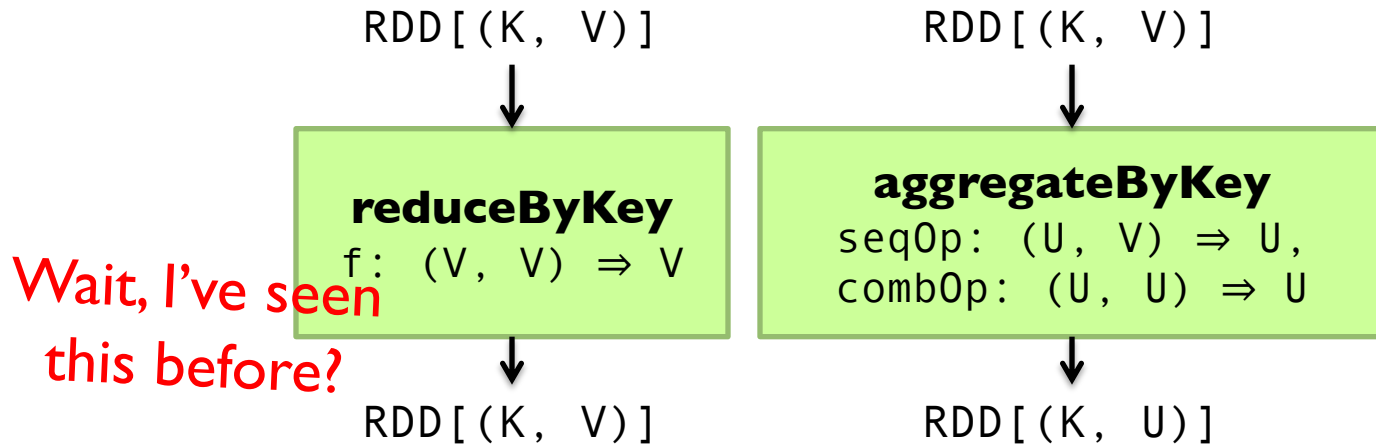 RDD[(K, V)]
RDD[(K, V)]
reduceByKey
f: (V, V) ⇒ V
aggregateByKey
seqOp: (U, V) ⇒ U,
combOp: (U, U) ⇒ U
Wait, I've seen
this before?
RDD[(K, V)]
RDD[(K, U)]